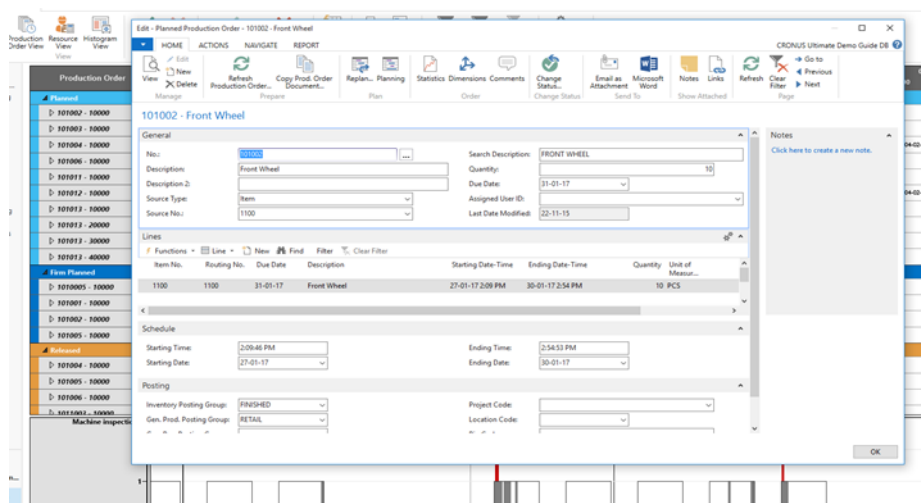 Edit - Planned Production Order - 101002 · Front Wheel
HOME ACTIONS NAVIGATE REPORT
CRONUS Ultimate Demo Guide DB
Production Order View
Resource View
Histogram View
View
View
Edit
New
Delete
Manage
Refresh Production Order...
Copy Prod. Order Document...
Prepare
Replan... Planning
Plan
Statistics Dimensions Comments
Order
Change Status...
Change Status
Email as Attachment
Microsoft Word
Send To
Notes Links
Show Attached
Refresh
Clear Filter
Go to
Previous
Next
Page
Production Order
Planned
101002 - 10000
101003 - 10000
101004 - 10000
101006 - 10000
101011 - 10000
101012 - 10000
101013 - 10000
101013 - 20000
101013 - 30000
101013 - 40000
Firm Planned
1010005 - 10000
101001 - 10000
101002 - 10000
101005 - 10000
Released
101004 - 10000
101005 - 10000
101006 - 10000
1011001 - 10000
Machine inspectic
1
101002 · Front Wheel
General
No.: 101002 ...
Description: Front Wheel
Description 2:
Source Type: Item
Source No.: 1100
Search Description: FRONT WHEEL
Quantity: 10
Due Date: 31-01-17
Assigned User ID:
Last Date Modified: 22-11-15
Lines
Functions Line New Find Filter Clear Filter
Item No. Routing No. Due Date Description Starting Date-Time Ending Date-Time Quantity Unit of Measur...
1100 1100 31-01-17 Front Wheel 27-01-17 2:09 PM 30-01-17 2:54 PM 10 PCS
Schedule
Starting Time: 2:09:46 PM
Starting Date: 27-01-17
Ending Time: 2:54:53 PM
Ending Date: 30-01-17
Posting
Inventory Posting Group: FINISHED
Gen. Prod. Posting Group: RETAIL
Project Code:
Location Code:
Notes
Click here to create a new note.
OK